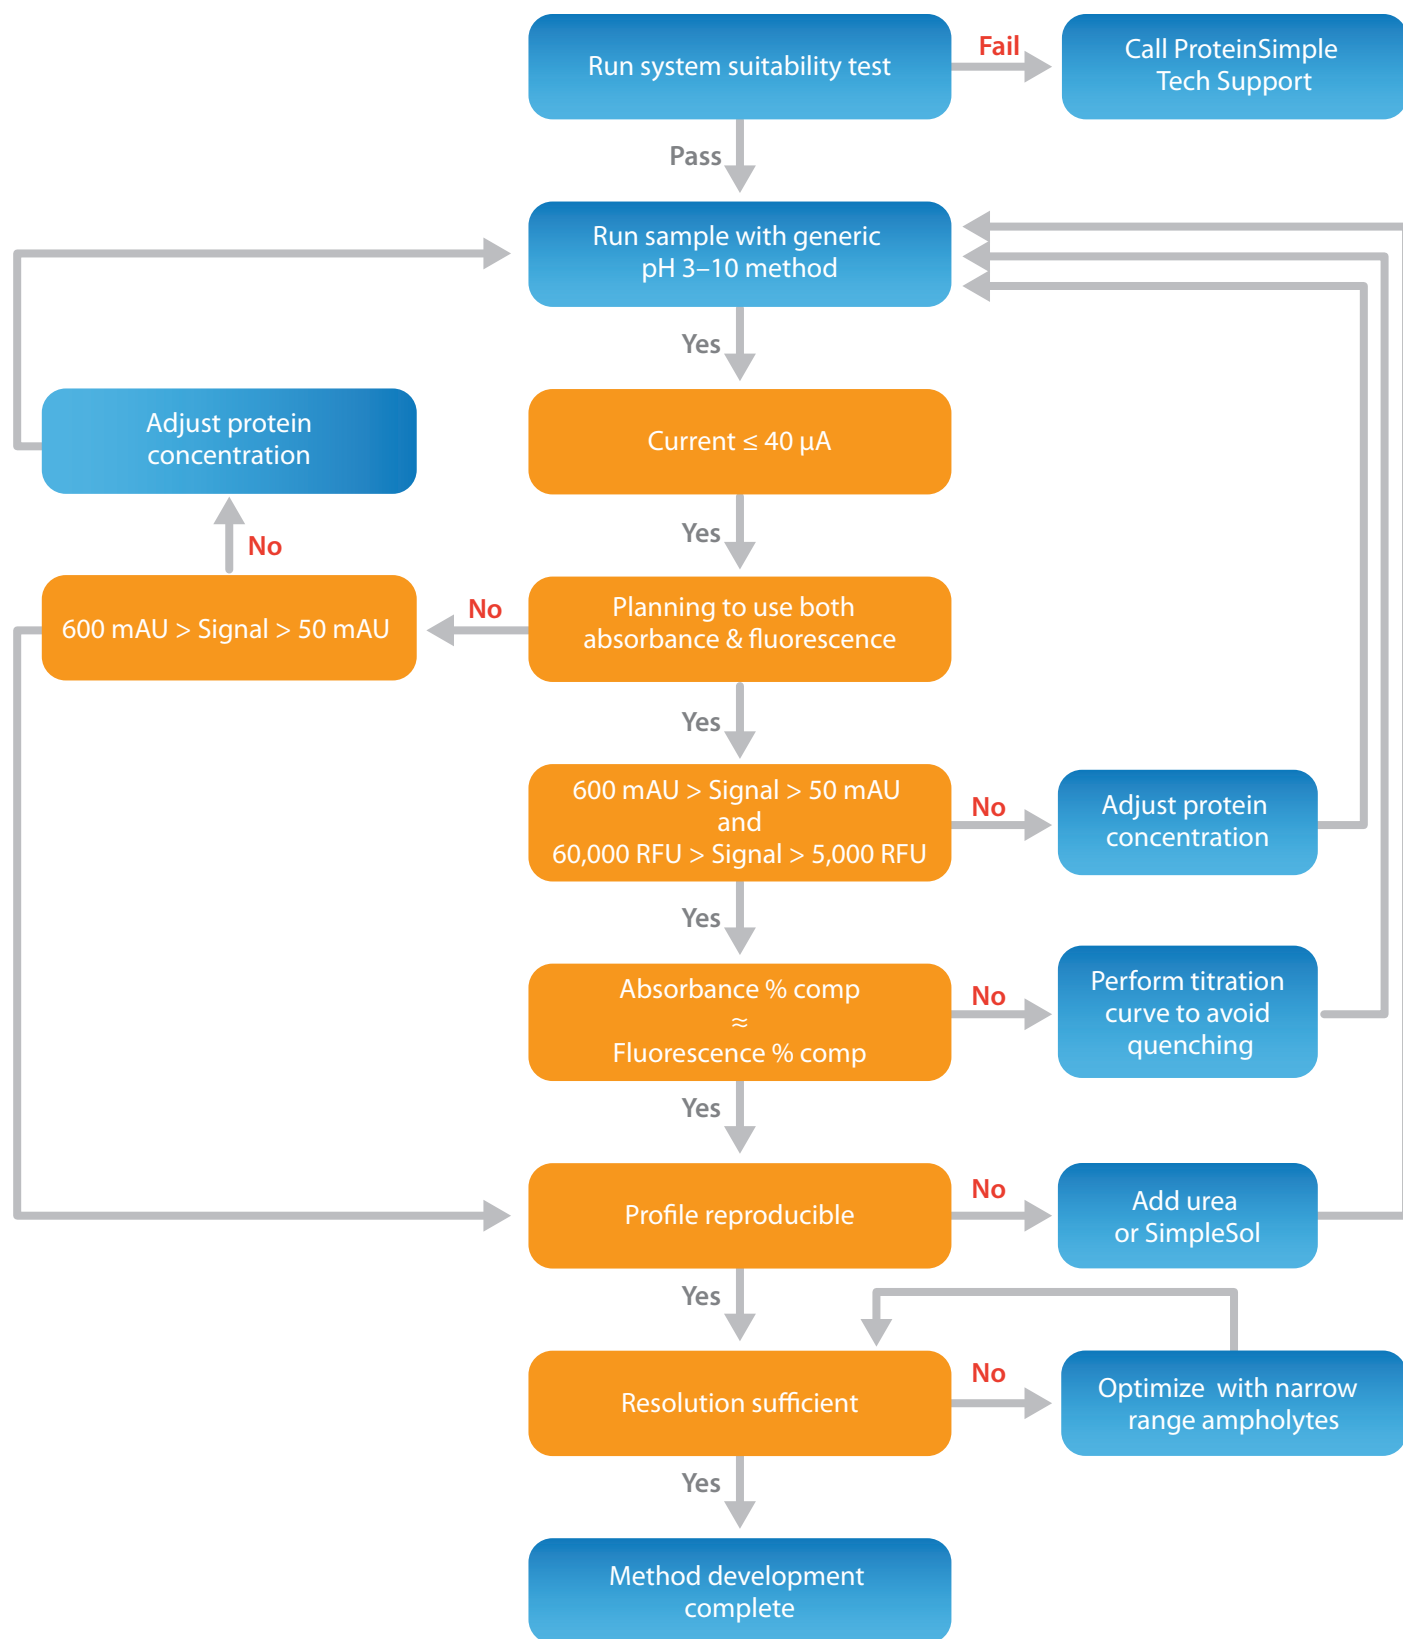 Run system suitability test
Fail
Call ProteinSimple
Tech Support
Pass
Run sample with generic
pH 3–10 method
Yes
Adjust protein
concentration
Current ≤ 40 μA
No
Yes
600 mAU > Signal > 50 mAU
No
Planning to use both
absorbance & fluorescence
Yes
600 mAU > Signal > 50 mAU
and
60,000 RFU > Signal > 5,000 RFU
No
Adjust protein
concentration
Yes
Absorbance % comp
≈
Fluorescence % comp
No
Perform titration
curve to avoid
quenching
Yes
Profile reproducible
No
Add urea
or SimpleSol
Yes
Resolution sufficient
No
Optimize with narrow
range ampholytes
Yes
Method development
complete